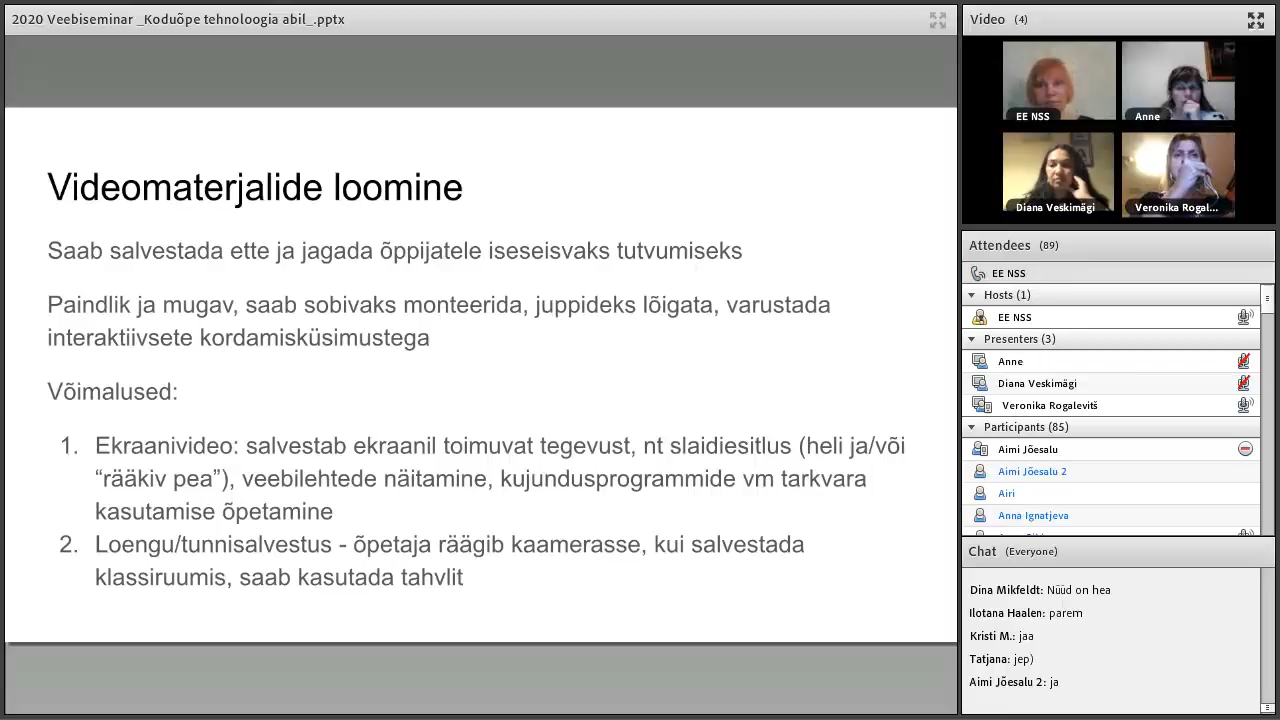 2020 Veebiseminar _Koduõpe tehnoloogia abil_.pptx
Videomaterjalide loomine
Saab salvestada ette ja jagada õppijatele iseseisvaks tutvumiseks
Paindlik ja mugav, saab sobivaks monteerida, juppideks lõigata, varustada
interaktiivsete kordamisküsimustega
Võimalused:
1. Ekraanivideo: salvestab ekraanil toimuvat tegevust, nt slaidiesitlus (heli ja/või
“rääkiv pea”), veebilehtede näitamine, kujundusprogrammide vm tarkvara
kasutamise õpetamine
2. Loengu/tunnisalvestus - õpetaja räägib kaamerasse, kui salvestada
klassiruumis, saab kasutada tahvlit
Video (4)
EE NSS
Anne
Diana Veskimägi
Veronika Rogal...
Attendees (89)
EE NSS
Hosts (1)
EE NSS
Presenters (3)
Anne
Diana Veskimägi
Veronika Rogalevitš
Participants (85)
Aimi Jõesalu
Aimi Jõesalu 2
Airi
Anna Ignatjeva
Chat (Everyone)
Dina Mikfeldt: Nüüd on hea
Ilotana Haalen: parem
Kristi M.: jaa
Tatjana: jep)
Aimi Jõesalu 2: ja